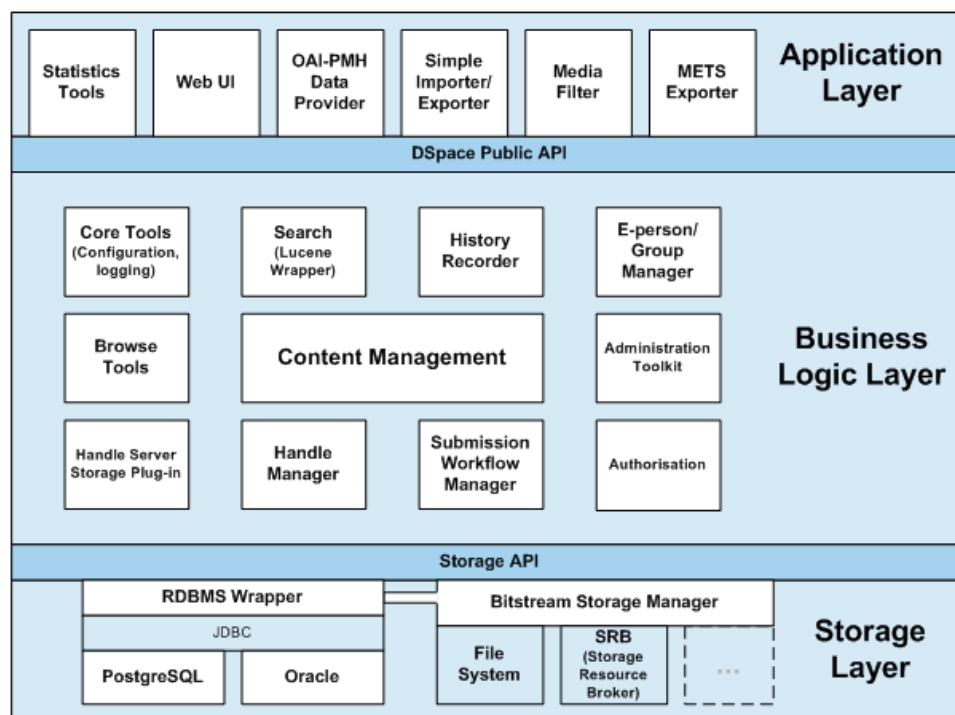 Statistics
Tools
Web UI
OAI-PMH
Data
Provider
Simple
Importer/
Exporter
Media
Filter
METS
Exporter
Application
Layer
DSpace Public API
Core Tools
(Configuration,
logging)
Search
(Lucene
Wrapper)
History
Recorder
E-person/
Group
Manager
Browse
Tools
Content Management
Administration
Toolkit
Business
Logic Layer
Handle Server
Storage Plug-in
Handle
Manager
Submission
Workflow
Manager
Authorisation
Storage API
RDBMS Wrapper
JDBC
PostgreSQL
Oracle
Bitstream Storage Manager
File
System
SRB
(Storage
Resource
Broker)
...
Storage
Layer